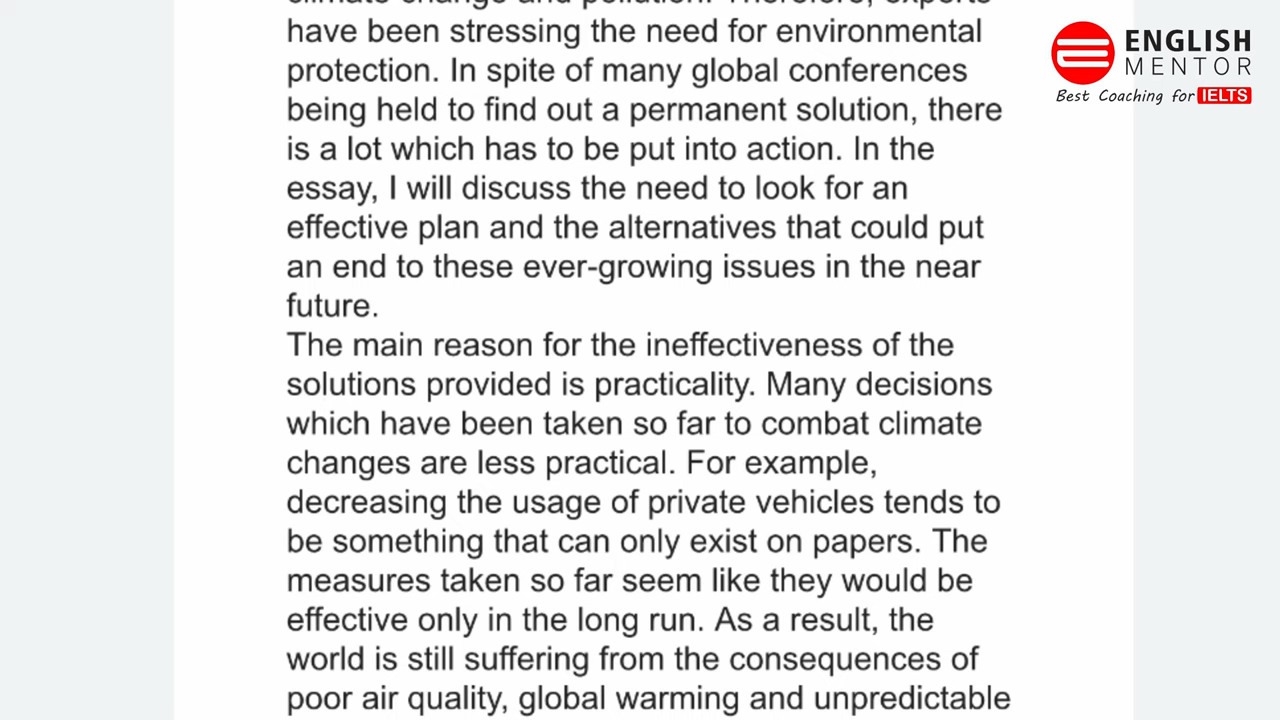 climate change and pollution. Therefore, experts
have been stressing the need for environmental
protection. In spite of many global conferences
being held to find out a permanent solution, there
is a lot which has to be put into action. In the
essay, I will discuss the need to look for an
effective plan and the alternatives that could put
an end to these ever-growing issues in the near
future.
The main reason for the ineffectiveness of the
solutions provided is practicality. Many decisions
which have been taken so far to combat climate
changes are less practical. For example,
decreasing the usage of private vehicles tends to
be something that can only exist on papers. The
measures taken so far seem like they would be
effective only in the long run. As a result, the
world is still suffering from the consequences of
poor air quality, global warming and unpredictable
ENGLISH
MENTOR
Best Coaching for IELTS